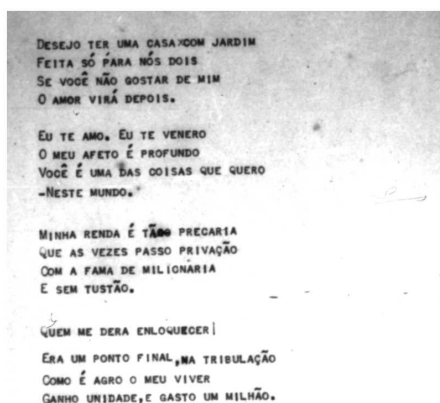 DESEJO TER UMA CASA COM JARDIM
FEITA SÓ PARA NÓS DOIS
SE VOCÊ NÃO GOSTAR DE MIM
O AMOR VIRÁ DEPOIS.
EU TE AMO. EU TE VENERO
O MEU AFETO É PROFUNDO
VOCÊ É UMA DAS COISAS QUE QUERO
-NESTE MUNDO.
MINHA RENDA É TÃO PRECARIA
QUE AS VEZES PASSO PRIVAÇÃO
COM A FAMA DE MILIONÁRIA
E SEM TUSTÃO.
QUEM ME DERA ENLOQUECER!
ERA UM PONTO FINAL, NA TRIBULAÇÃO
COMO É AGRO O MEU VIVER
GANHO UNIDADE, E GASTO UM MILHÃO.